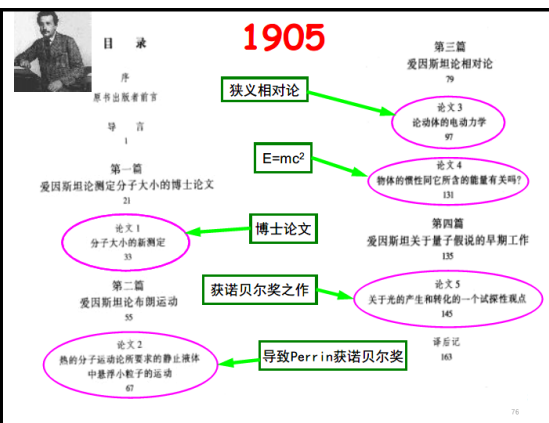 1905
目 录
序
原书出版者前言
导 言
1
第一篇
爱因斯坦论测定分子大小的博士论文
21
论文 1
分子大小的新测定
33
第二篇
爱因斯坦论布朗运动
55
论文 2
热的分子运动论所要求的静止液体
中悬浮小粒子的运动
67
狭义相对论
E=mc²
博士论文
获诺贝尔奖之作
导致Perrin获诺贝尔奖
第三篇
爱因斯坦论相对论
79
论文 3
论动体的电动力学
97
论文 4
物体的惯性同它所含的能量有关吗?
131
第四篇
爱因斯坦关于量子假说的早期工作
135
论文 5
关于光的产生和转化的一个试探性观点
145
译后记
163
76